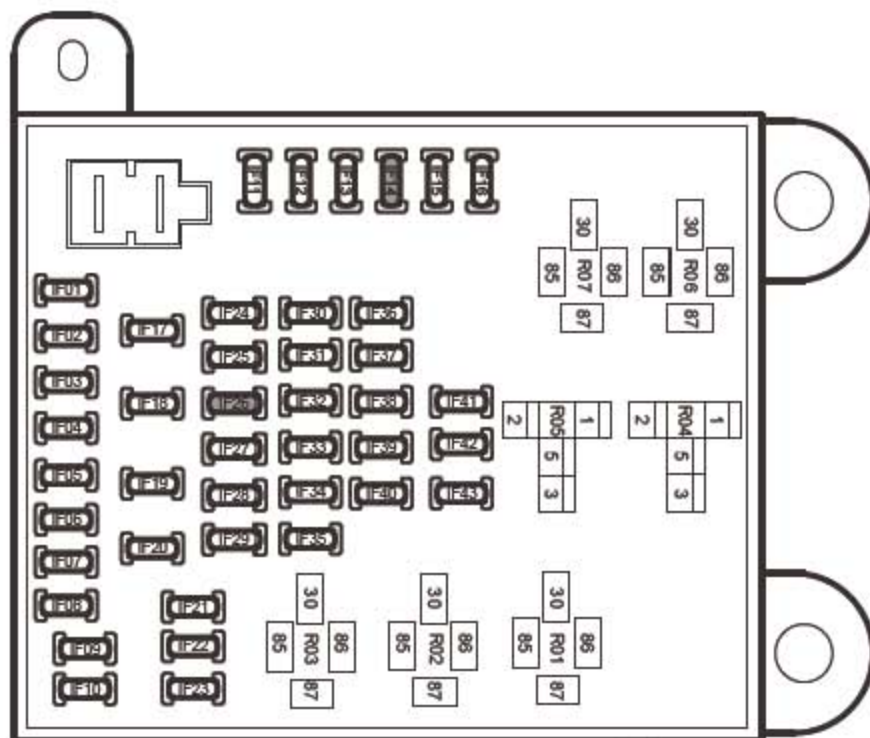 IF11 IF12 IF13 IF14 IF15 IF16
30 30
85 R07 86 85 R06 86
87 87
IF01
IF02
IF03
IF04
IF05
IF06
IF07
IF08
IF09
IF10
IF17
IF18
IF19
IF20
IF21
IF22
IF23
IF24 IF30 IF36
IF25 IF31 IF37
IF26 IF32 IF38 IF41
IF27 IF33 IF39 IF42
IF28 IF34 IF40 IF43
IF29 IF35
2 R05 1 2 R04 1
5 5
3 3
30 30 30
85 R03 86 85 R02 86 85 R01 86
87 87 87